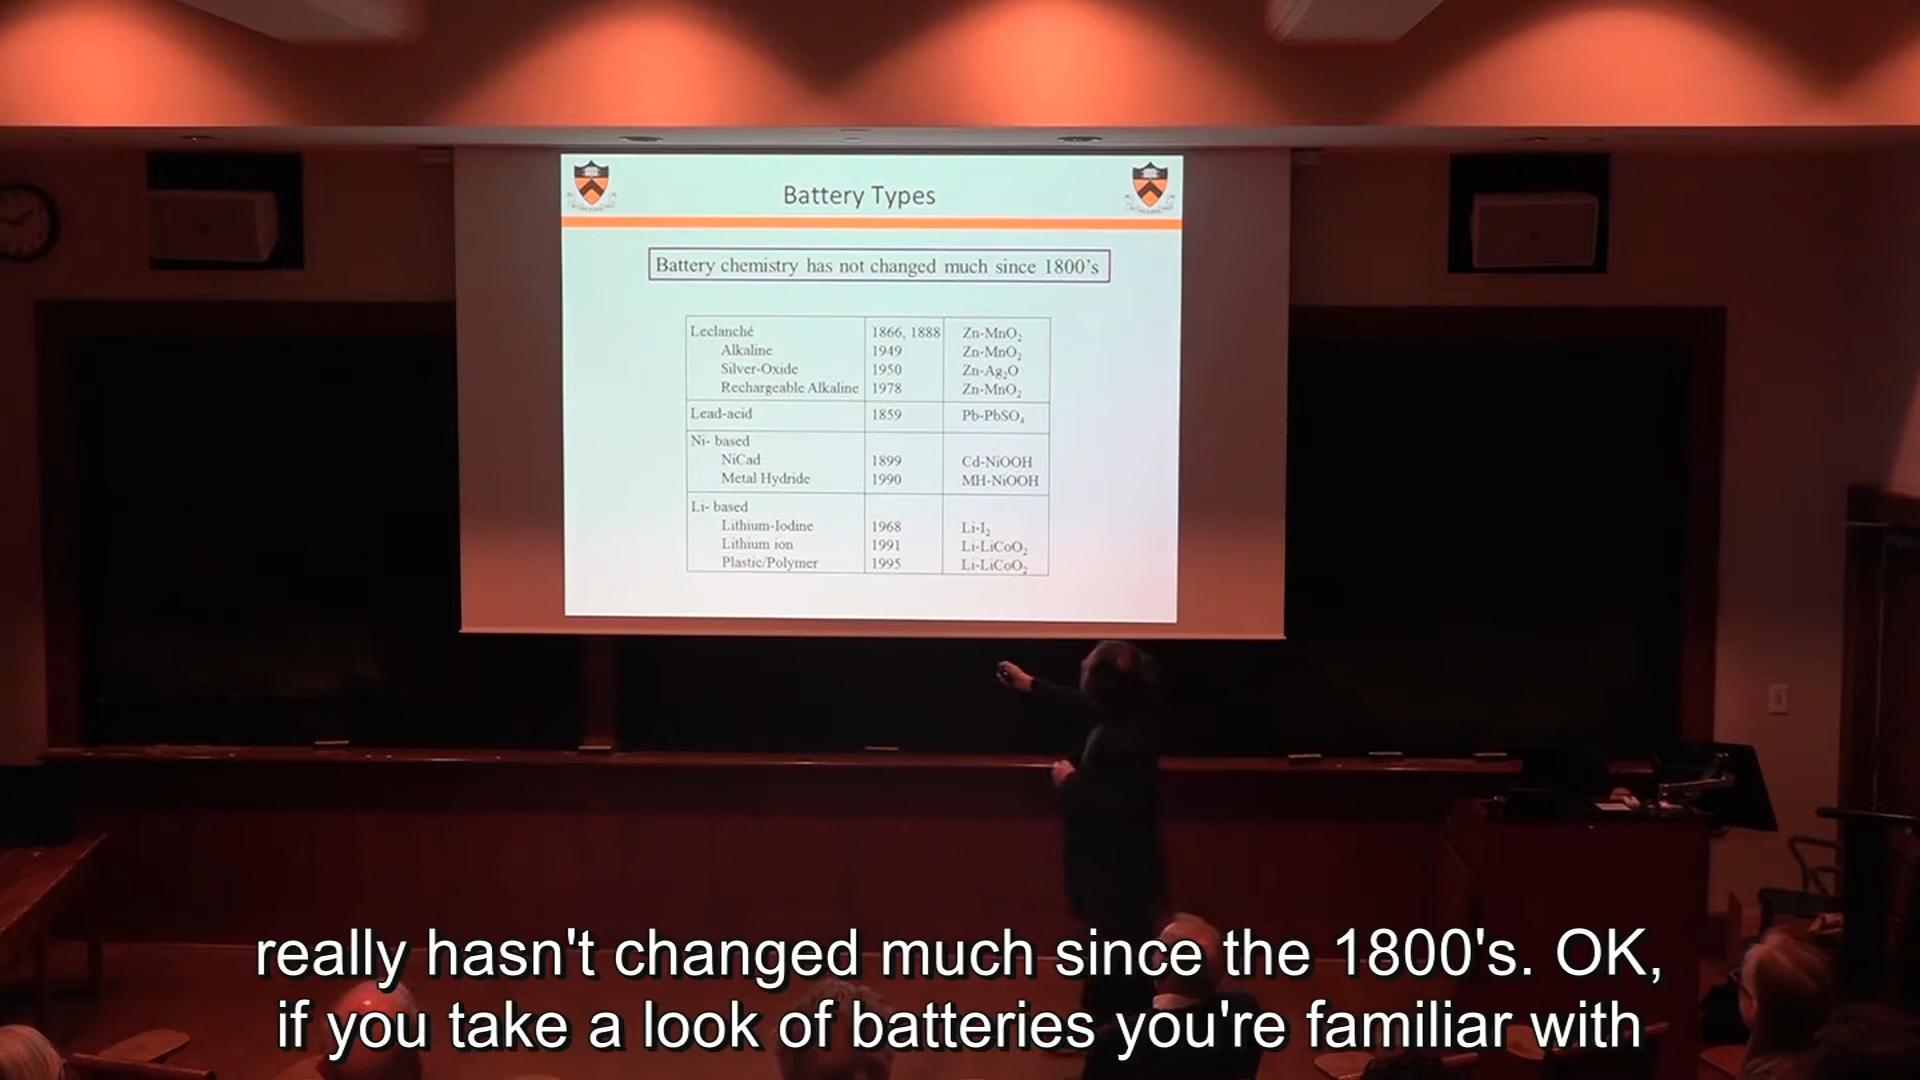 Battery Types
Battery chemistry has not changed much since 1800's
Leclanché 1866, 1888 Zn-MnO₂
Alkaline 1949 Zn-MnO₂
Silver-Oxide 1950 Zn-Ag₂O
Rechargeable Alkaline 1978 Zn-MnO₂
Lead-acid 1859 Pb-PbSO₄
Ni- based
NiCad 1899 Cd-NiOOH
Metal Hydride 1990 MH-NiOOH
Li- based
Lithium-Iodine 1968 Li-I₂
Lithium ion 1991 Li-LiCoO₂
Plastic/Polymer 1995 Li-LiCoO₂
really hasn't changed much since the 1800's. OK,
if you take a look of batteries you're familiar with